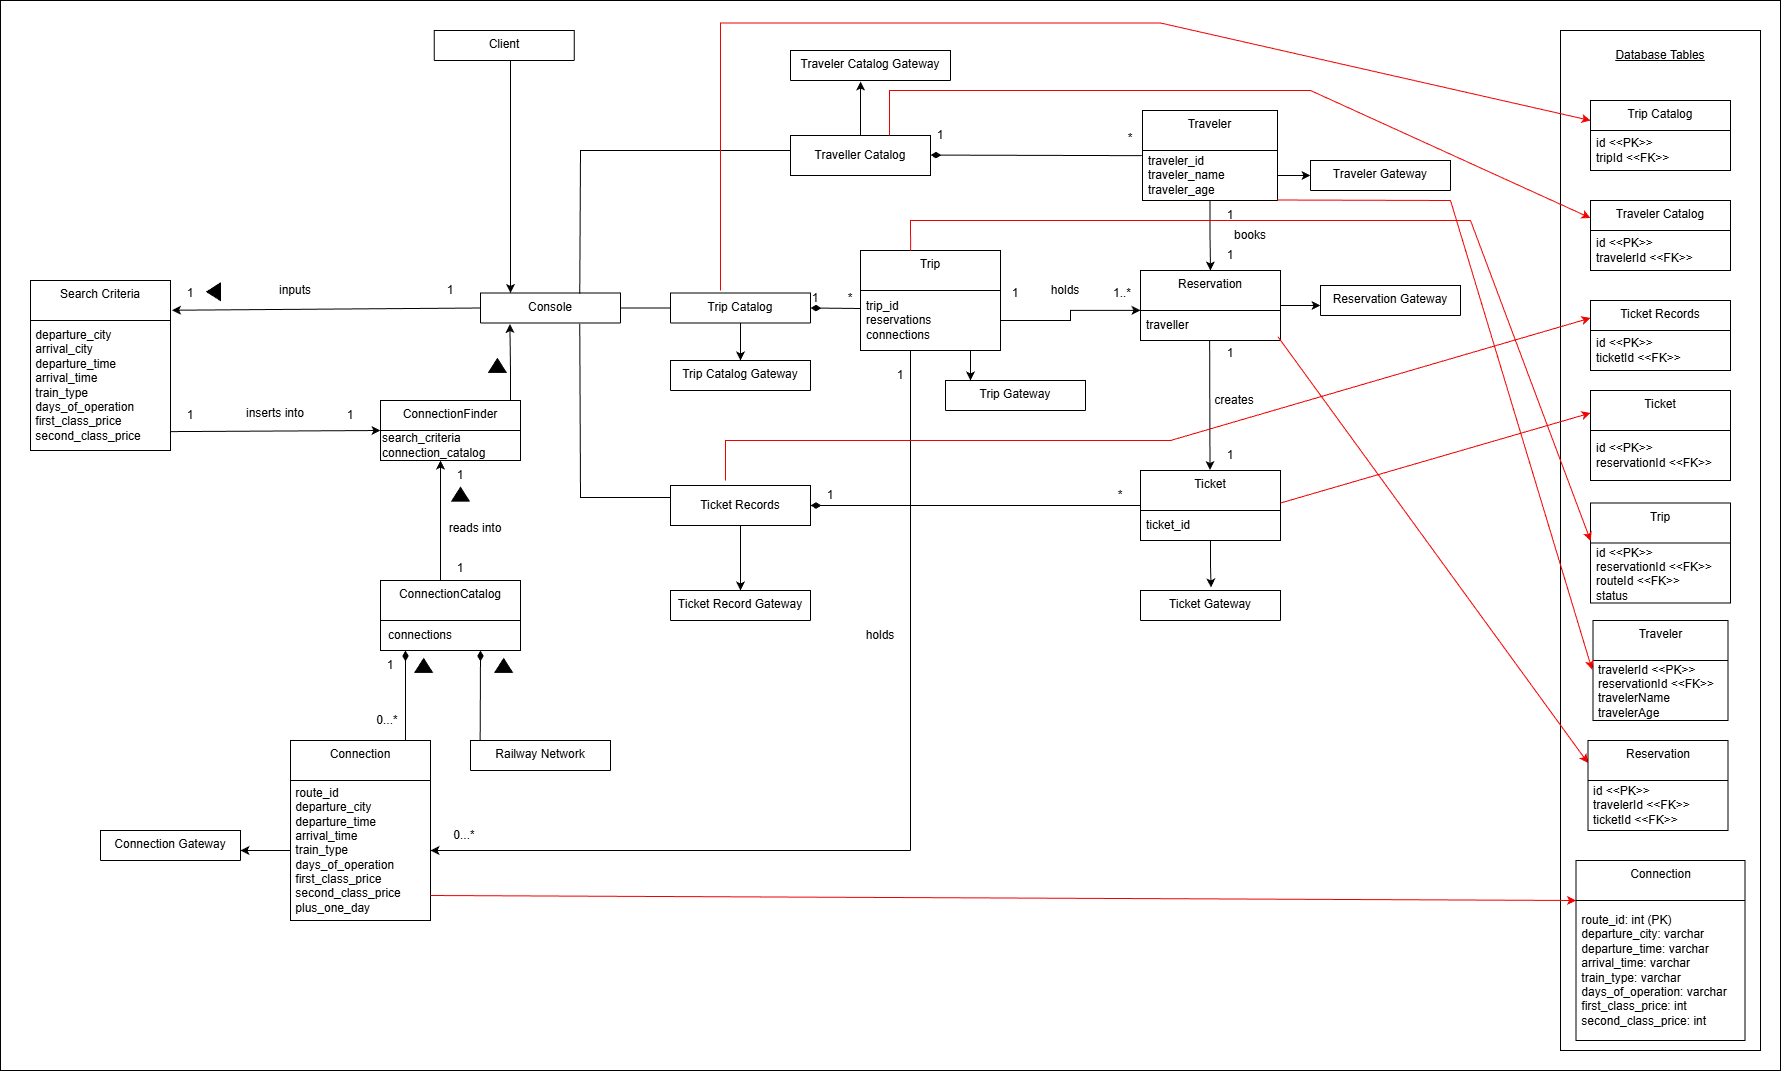 Client
Traveler Catalog Gateway
Traveller Catalog
1
*
Traveler
traveler_id
traveler_name
traveler_age
Traveler Gateway
1
books
1
Search Criteria
departure_city
arrival_city
departure_time
arrival_time
train_type
days_of_operation
first_class_price
second_class_price
1
inputs
1
Console
Trip Catalog
1
*
Trip
trip_id
reservations
connections
1
holds
1..*
Reservation
traveller
Reservation Gateway
Trip Catalog Gateway
Trip Gateway
1
1
creates
1
1
inserts into
1
ConnectionFinder
search_criteria
connection_catalog
1
reads into
1
Ticket Records
1
*
Ticket
ticket_id
Ticket Record Gateway
Ticket Gateway
ConnectionCatalog
connections
1
0...*
holds
Connection
route_id
departure_city
departure_time
arrival_time
train_type
days_of_operation
first_class_price
second_class_price
plus_one_day
Railway Network
Connection Gateway
0...*
Database Tables
Trip Catalog
id <<PK>>
tripId <<FK>>
Traveler Catalog
id <<PK>>
travelerId <<FK>>
Ticket Records
id <<PK>>
ticketId <<FK>>
Ticket
id <<PK>>
reservationId <<FK>>
Trip
id <<PK>>
reservationId <<FK>>
routeId <<FK>>
status
Traveler
travelerId <<PK>>
reservationId <<FK>>
travelerName
travelerAge
Reservation
id <<PK>>
travelerId <<FK>>
ticketId <<FK>>
Connection
route_id: int (PK)
departure_city: varchar
departure_time: varchar
arrival_time: varchar
train_type: varchar
days_of_operation: varchar
first_class_price: int
second_class_price: int